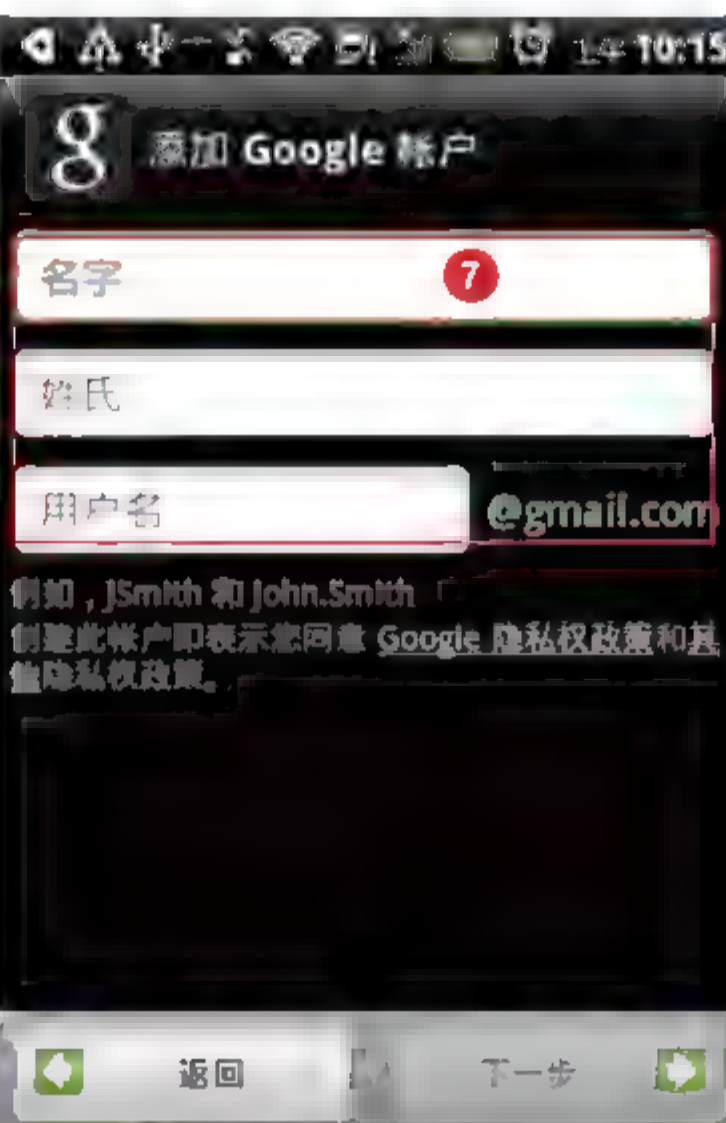 10:15
g 添加 Google 帐户
名字 7
姓氏
用户名 @gmail.com
例如，JSmith 和 John.Smith
创建此帐户即表示您同意 Google 隐私权政策和其
他隐私权政策。
返回 下一步